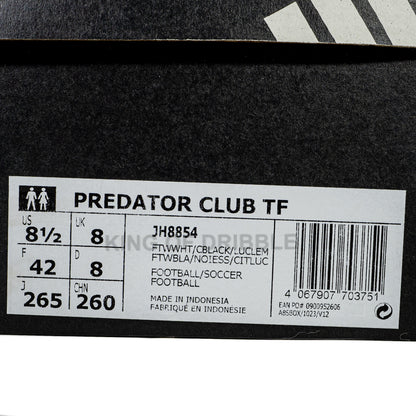 PREDATOR CLUB TF
US
8½
UK
8
F
42
D
8
J
265
CHN
260
JH8854
FTWWHT/CBLACK/LUCLEM
FTWBLA/NOIESS/CITLUC
FOOTBALL/SOCCER
FOOTBALL
MADE IN INDONESIA
FABRIQUÉ EN INDONÉSIE
KING OF DRIBBLE
4 067907 703751
EAN PO# 0900952606
ABSBOX/1023/V12